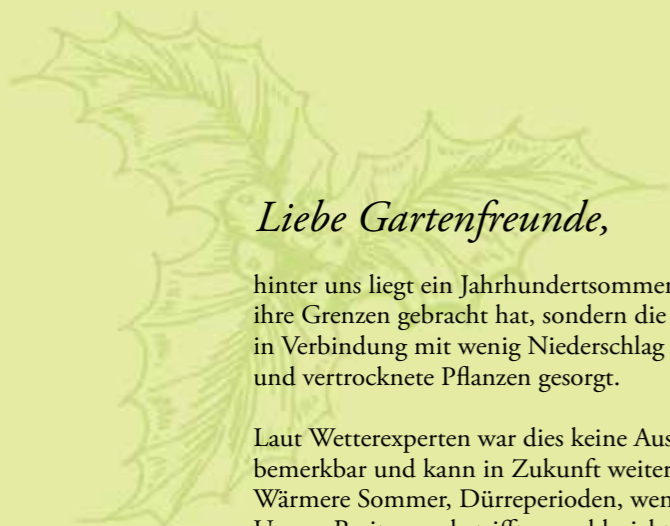 Liebe Gartenfreunde,
hinter uns liegt ein Jahrhundertsommer
ihre Grenzen gebracht hat, sondern die
in Verbindung mit wenig Niederschlag
und vertrocknete Pflanzen gesorgt.
Laut Wetterexperten war dies keine Aus
bemerkbar und kann in Zukunft weiter
Wärmere Sommer, Dürreperioden, wen